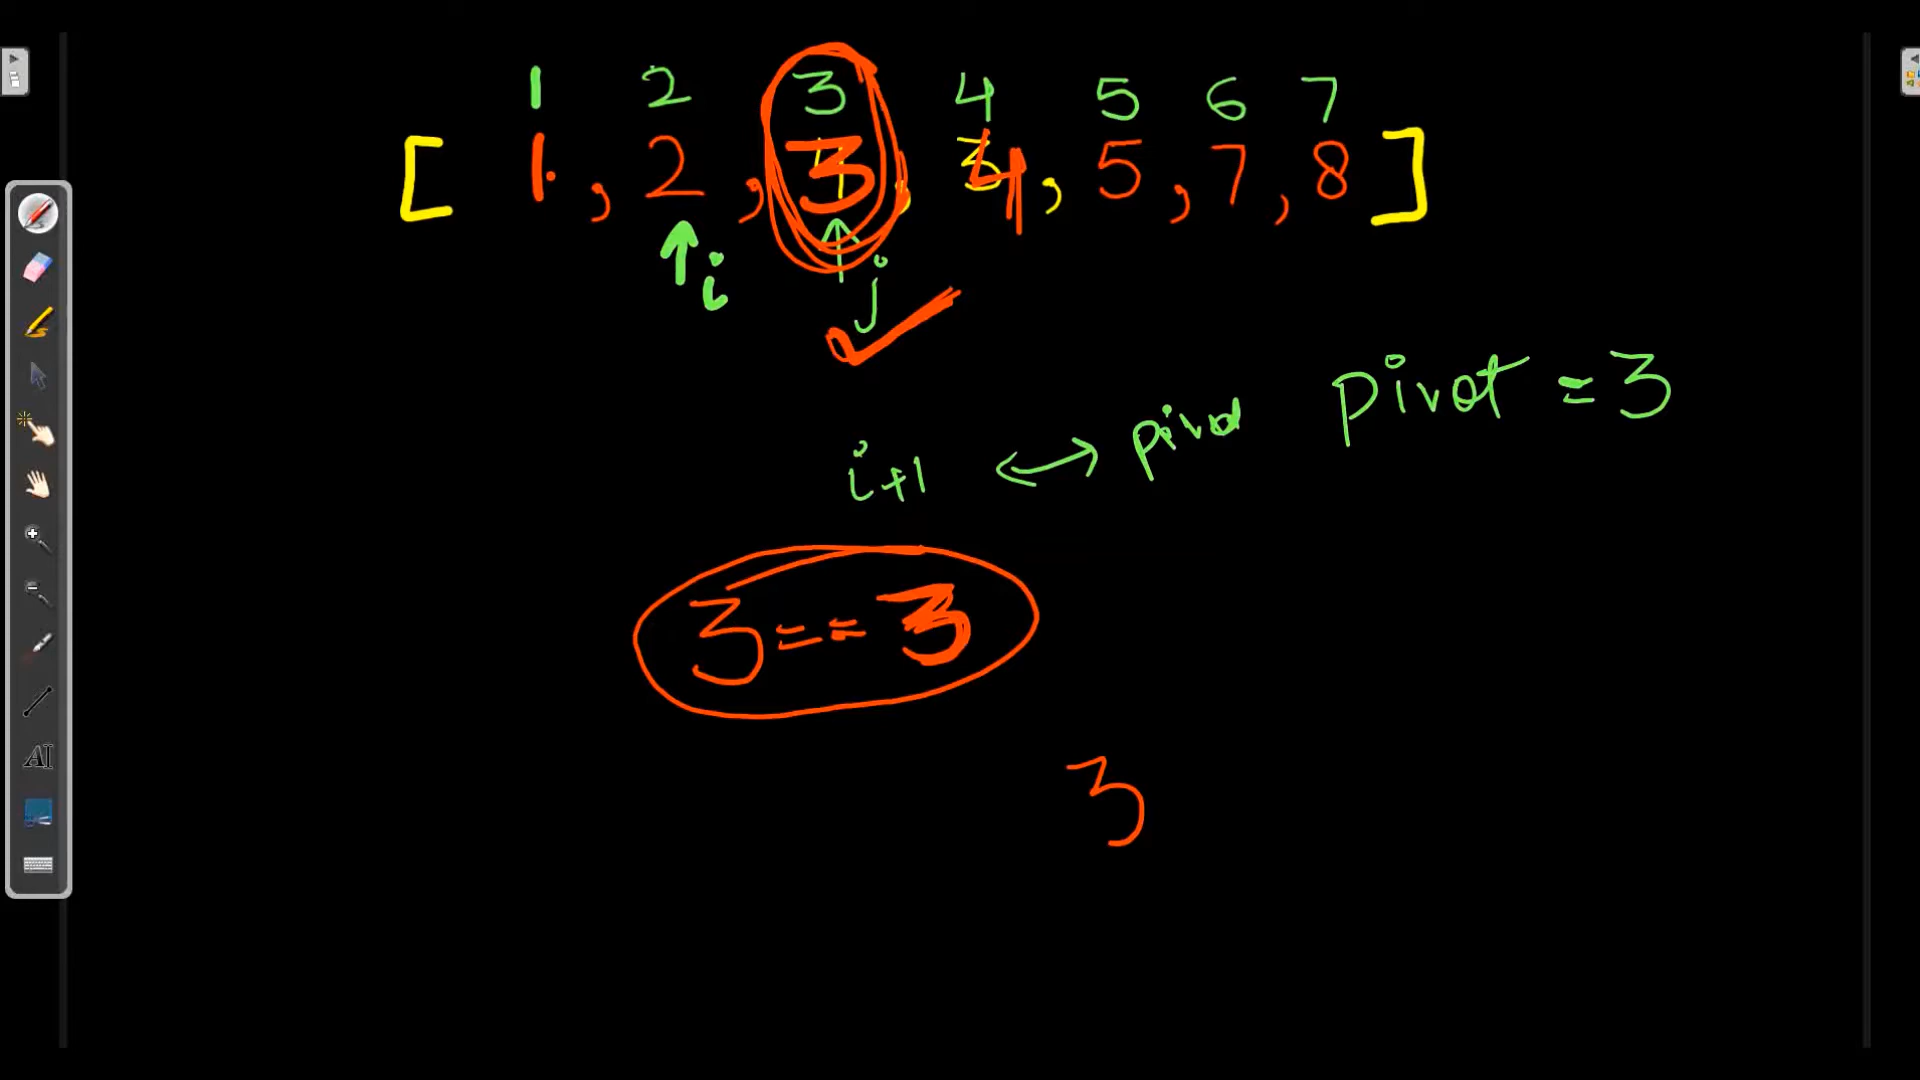 1 2 3 4 5 6 7
[ 1, 2, 3, 4, 5, 7, 8 ]
i j
pivot = 3
i+1 ↔ pivot
3 == 3
3
AI